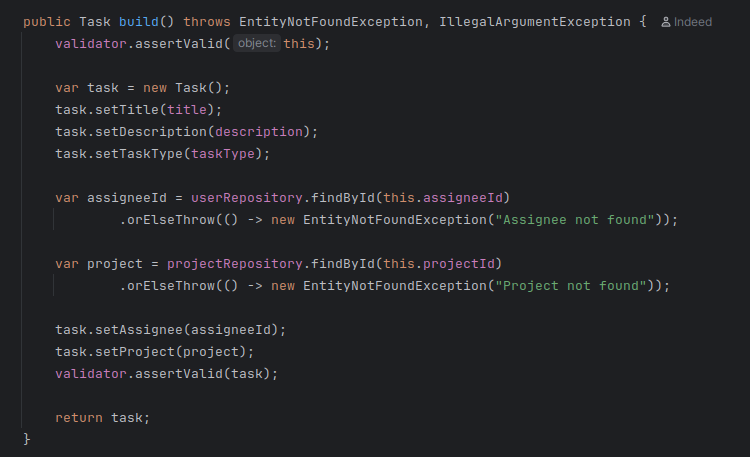 public Task build() throws EntityNotFoundException, IllegalArgumentException { Indeed
validator.assertValid( object: this);
var task = new Task();
task.setTitle(title);
task.setDescription(description);
task.setTaskType(taskType);
var assigneeId = userRepository.findById(this.assigneeId)
.orElseThrow(() -> new EntityNotFoundException("Assignee not found"));
var project = projectRepository.findById(this.projectId)
.orElseThrow(() -> new EntityNotFoundException("Project not found"));
task.setAssignee(assigneeId);
task.setProject(project);
validator.assertValid(task);
return task;
}